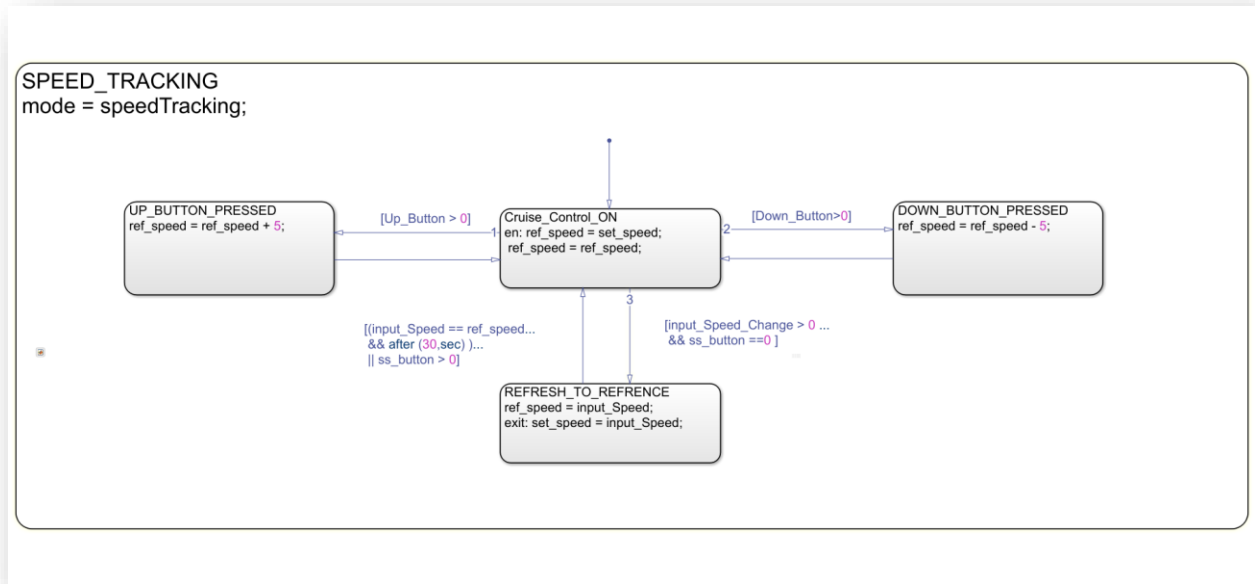 SPEED_TRACKING
mode = speedTracking;
UP_BUTTON_PRESSED
ref_speed = ref_speed + 5;
[Up_Button > 0]
1
Cruise_Control_ON
en: ref_speed = set_speed;
ref_speed = ref_speed;
2
[Down_Button>0]
DOWN_BUTTON_PRESSED
ref_speed = ref_speed - 5;
3
[(input_Speed == ref_speed...
&& after (30,sec) )...
|| ss_button > 0]
[input_Speed_Change > 0 ...
&& ss_button ==0 ]
REFRESH_TO_REFRENCE
ref_speed = input_Speed;
exit: set_speed = input_Speed;